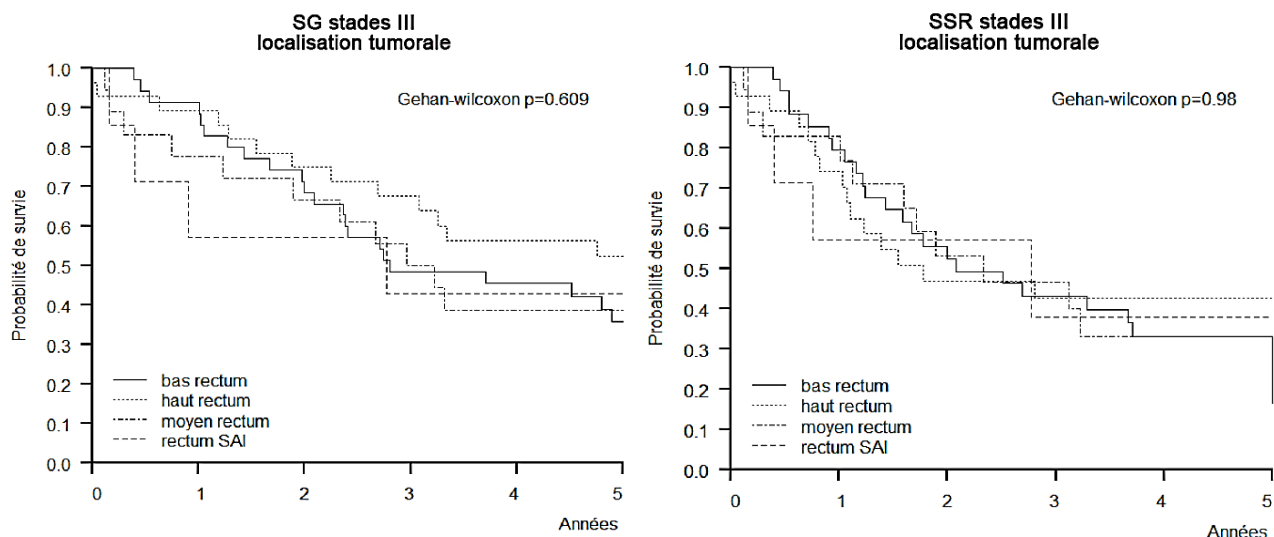 SG stades III
localisation tumorale
Gehan-wilcoxon p=0.609
Probabilité de survie
1.0
0.9
0.8
0.7
0.6
0.5
0.4
0.3
0.2
0.1
0.0
bas rectum
haut rectum
moyen rectum
rectum SAI
0 1 2 3 4 5
Années
SSR stades III
localisation tumorale
Gehan-wilcoxon p=0.98
Probabilité de survie
1.0
0.9
0.8
0.7
0.6
0.5
0.4
0.3
0.2
0.1
0.0
bas rectum
haut rectum
moyen rectum
rectum SAI
0 1 2 3 4 5
Années